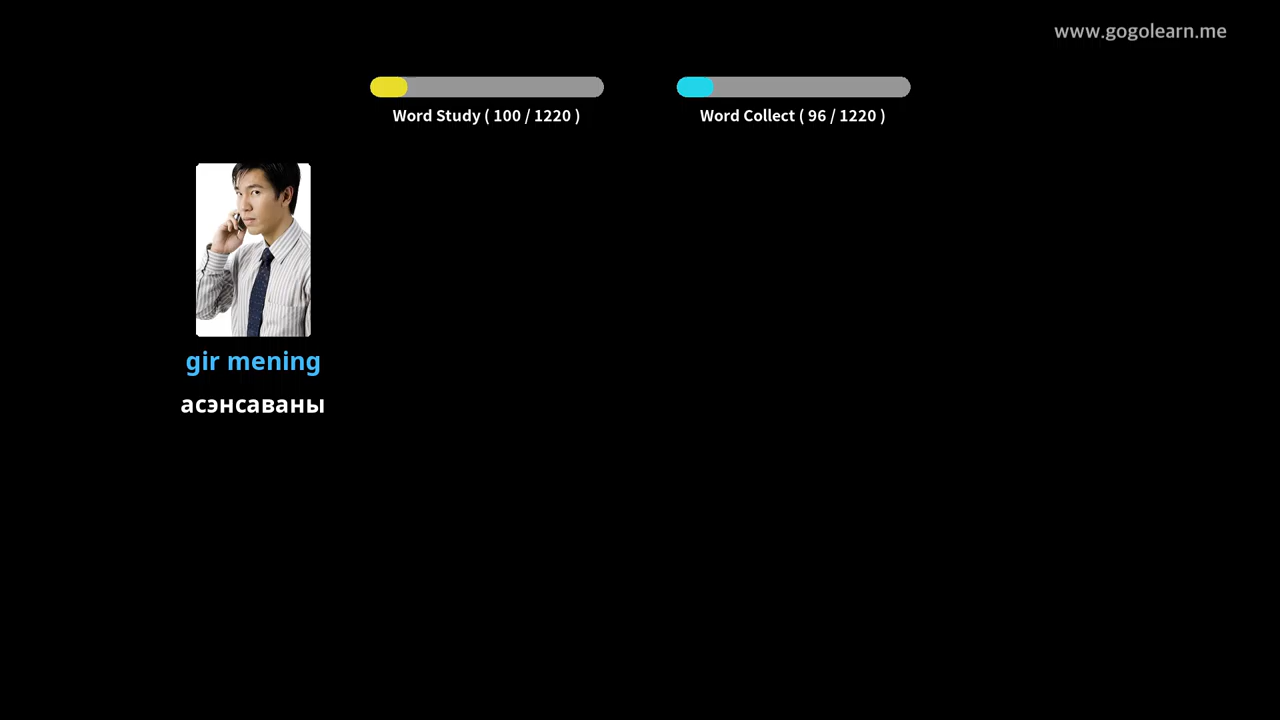 www.gogolearn.me
Word Study ( 100 / 1220 )
Word Collect ( 96 / 1220 )
gir mening
асэнсаваны